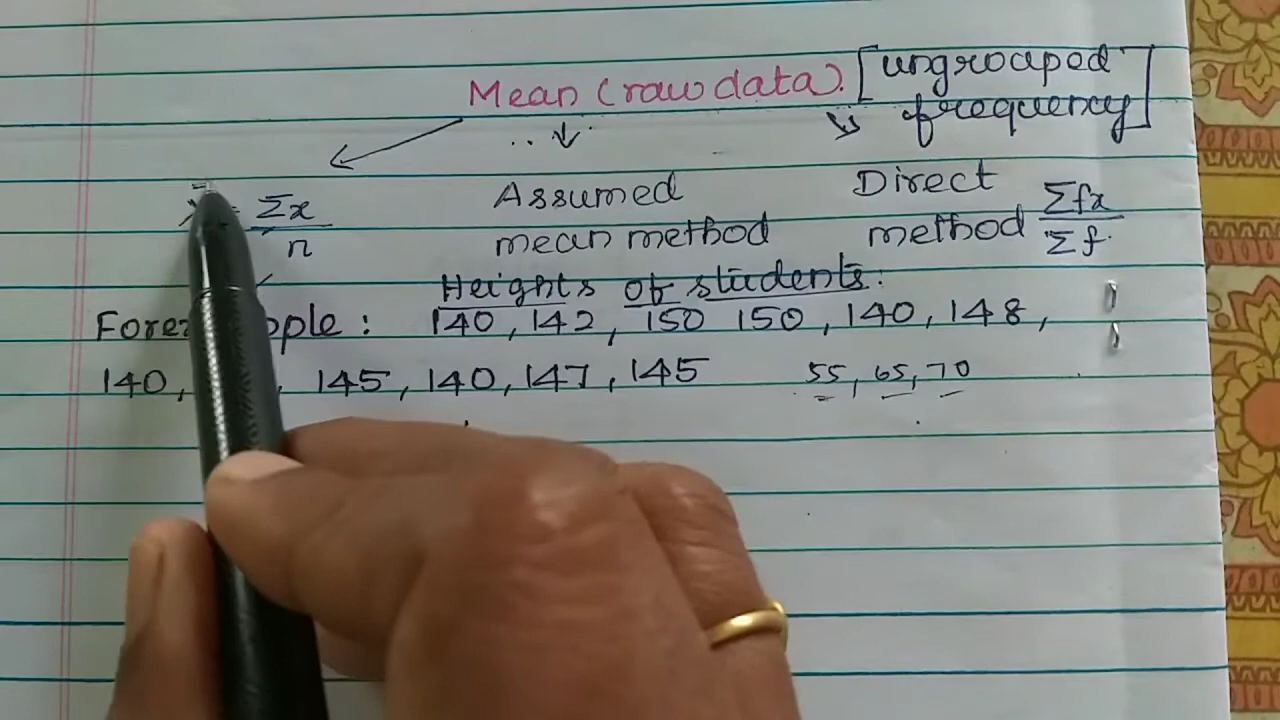 Mean (raw data). [ungrouped frequency]
Σx / n
Assumed mean method
Direct method Σfx / Σf
Heights of students:
140, 142, 150 150, 140, 148,
140, 145, 140, 147, 145
55, 65, 70